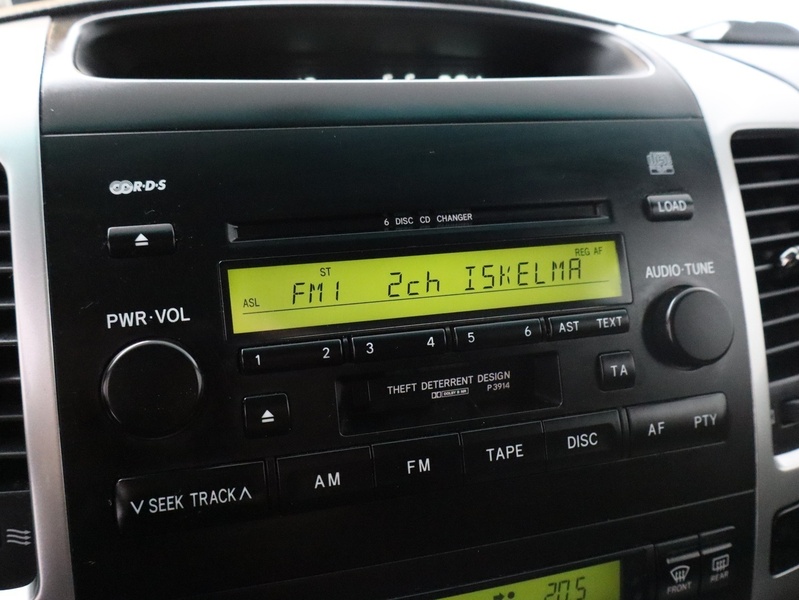 R·D·S
LOAD
6 DISC CD CHANGER
ST
REG AF
ASL
FM1 2ch ISKELMA
PWR·VOL
AUDIO·TUNE
1 2 3 4 5 6 AST TEXT
THEFT DETERRENT DESIGN
DOLBY B NR
P3914
TA
∨ SEEK TRACK ∧
AM
FM
TAPE
DISC
AF PTY
20.5
FRONT
REAR